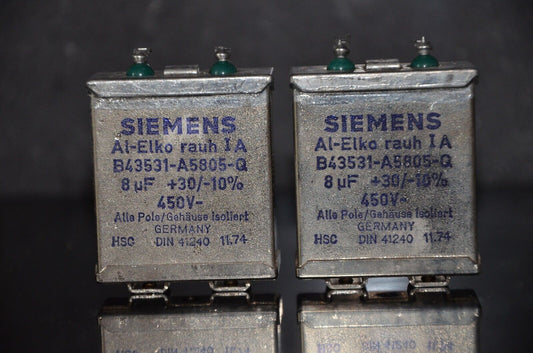 SIEMENS
Al-Elko rauh I A
B43531-A5805-Q
8 µF +30/-10%
450V-
Alle Pole/Gehäuse isoliert
GERMANY
HSC DIN 41240 11.74
SIEMENS
Al-Elko rauh I A
B43531-A5805-Q
8 µF +30/-10%
450V-
Alle Pole/Gehäuse isoliert
GERMANY
HSC DIN 41240 11.74